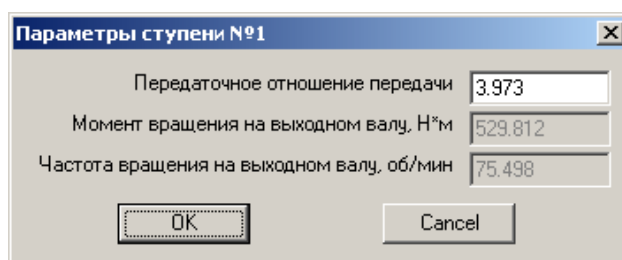 Параметры ступени №1
Передаточное отношение передачи 3.973
Момент вращения на выходном валу, Н*м 529.812
Частота вращения на выходном валу, об/мин 75.498
OK Cancel